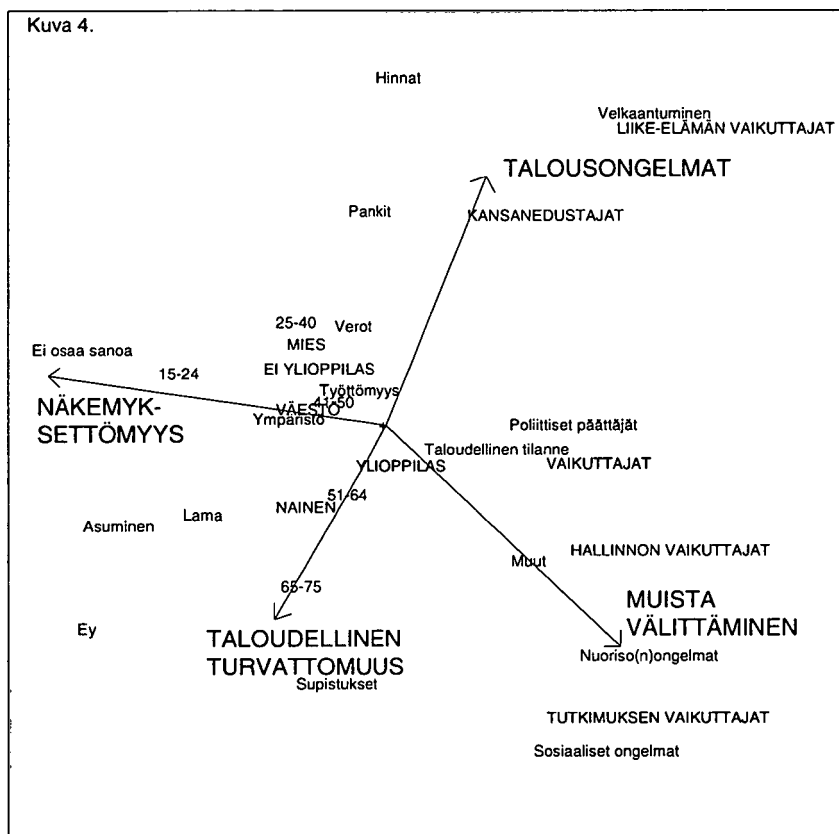 Kuva 4.
Hinnat
Velkaantuminen
LIIKE-ELÄMÄN VAIKUTTAJAT
TALOUSONGELMAT
Pankit
KANSANEDUSTAJAT
25-40
Verot
MIES
Ei osaa sanoa
15-24
EI YLIOPPILAS
Työttömyys
41-50
VÄESTÖ
Ympäristö
NÄKEMYK-
SETTÖMYYS
Poliittiset päättäjät
Taloudellinen tilanne
VAIKUTTAJAT
YLIOPPILAS
51-64
NAINEN
Lama
Asuminen
HALLINNON VAIKUTTAJAT
Muut
65-75
MUISTA
VÄLITTÄMINEN
Ey
TALOUDELLINEN
TURVATTOMUUS
Nuoriso(n)ongelmat
Supistukset
TUTKIMUKSEN VAIKUTTAJAT
Sosiaaliset ongelmat